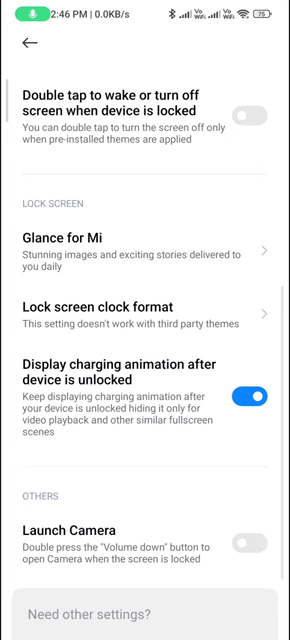 2:46 PM | 0.0KB/s
Vo
WiFi
Vo
WiFi
75
Double tap to wake or turn off
screen when device is locked
You can double tap to turn the screen off only
when pre-installed themes are applied
LOCK SCREEN
Glance for Mi
Stunning images and exciting stories delivered to
you daily
Lock screen clock format
This setting doesn't work with third party themes
Display charging animation after
device is unlocked
Keep displaying charging animation after
your device is unlocked hiding it only for
video playback and other similar fullscreen
scenes
OTHERS
Launch Camera
Double press the "Volume down" button to
open Camera when the screen is locked
Need other settings?